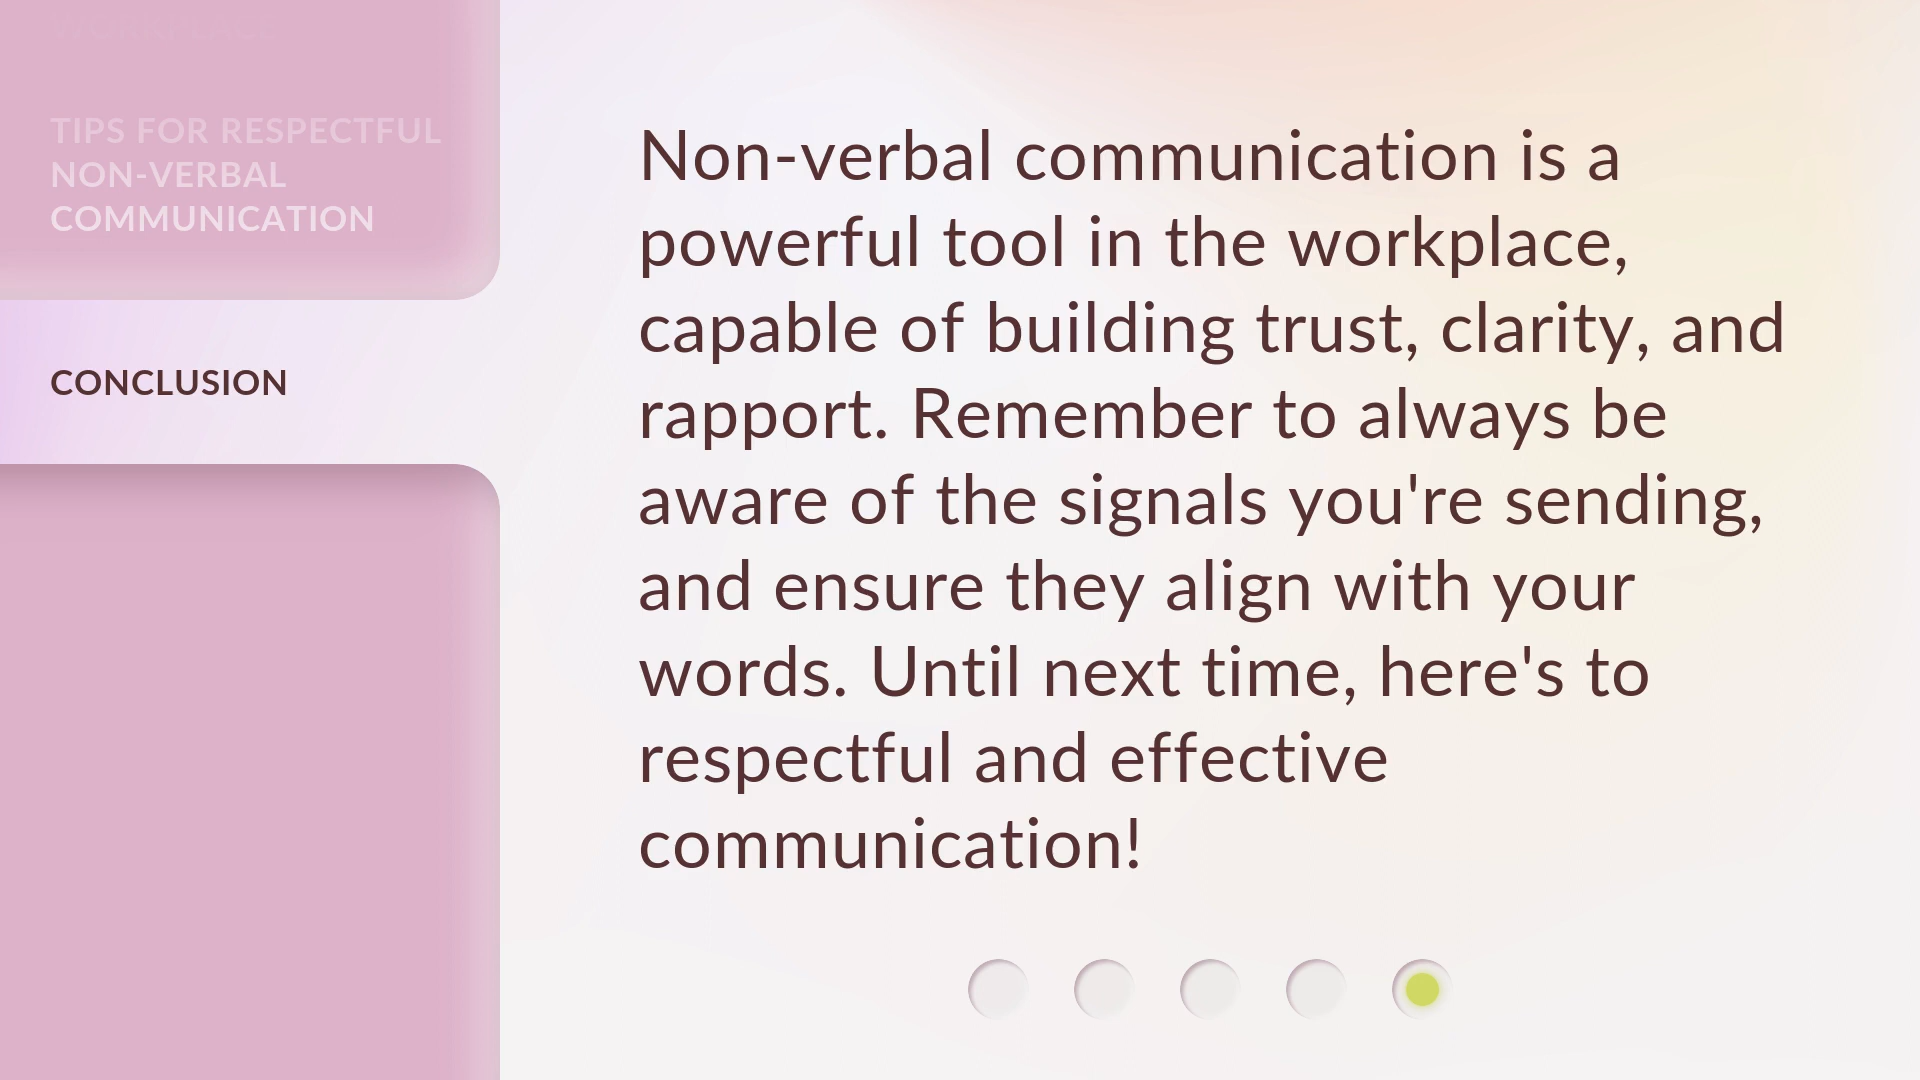 WORKPLACE
TIPS FOR RESPECTFUL
NON-VERBAL
COMMUNICATION
CONCLUSION
Non-verbal communication is a
powerful tool in the workplace,
capable of building trust, clarity, and
rapport. Remember to always be
aware of the signals you're sending,
and ensure they align with your
words. Until next time, here's to
respectful and effective
communication!